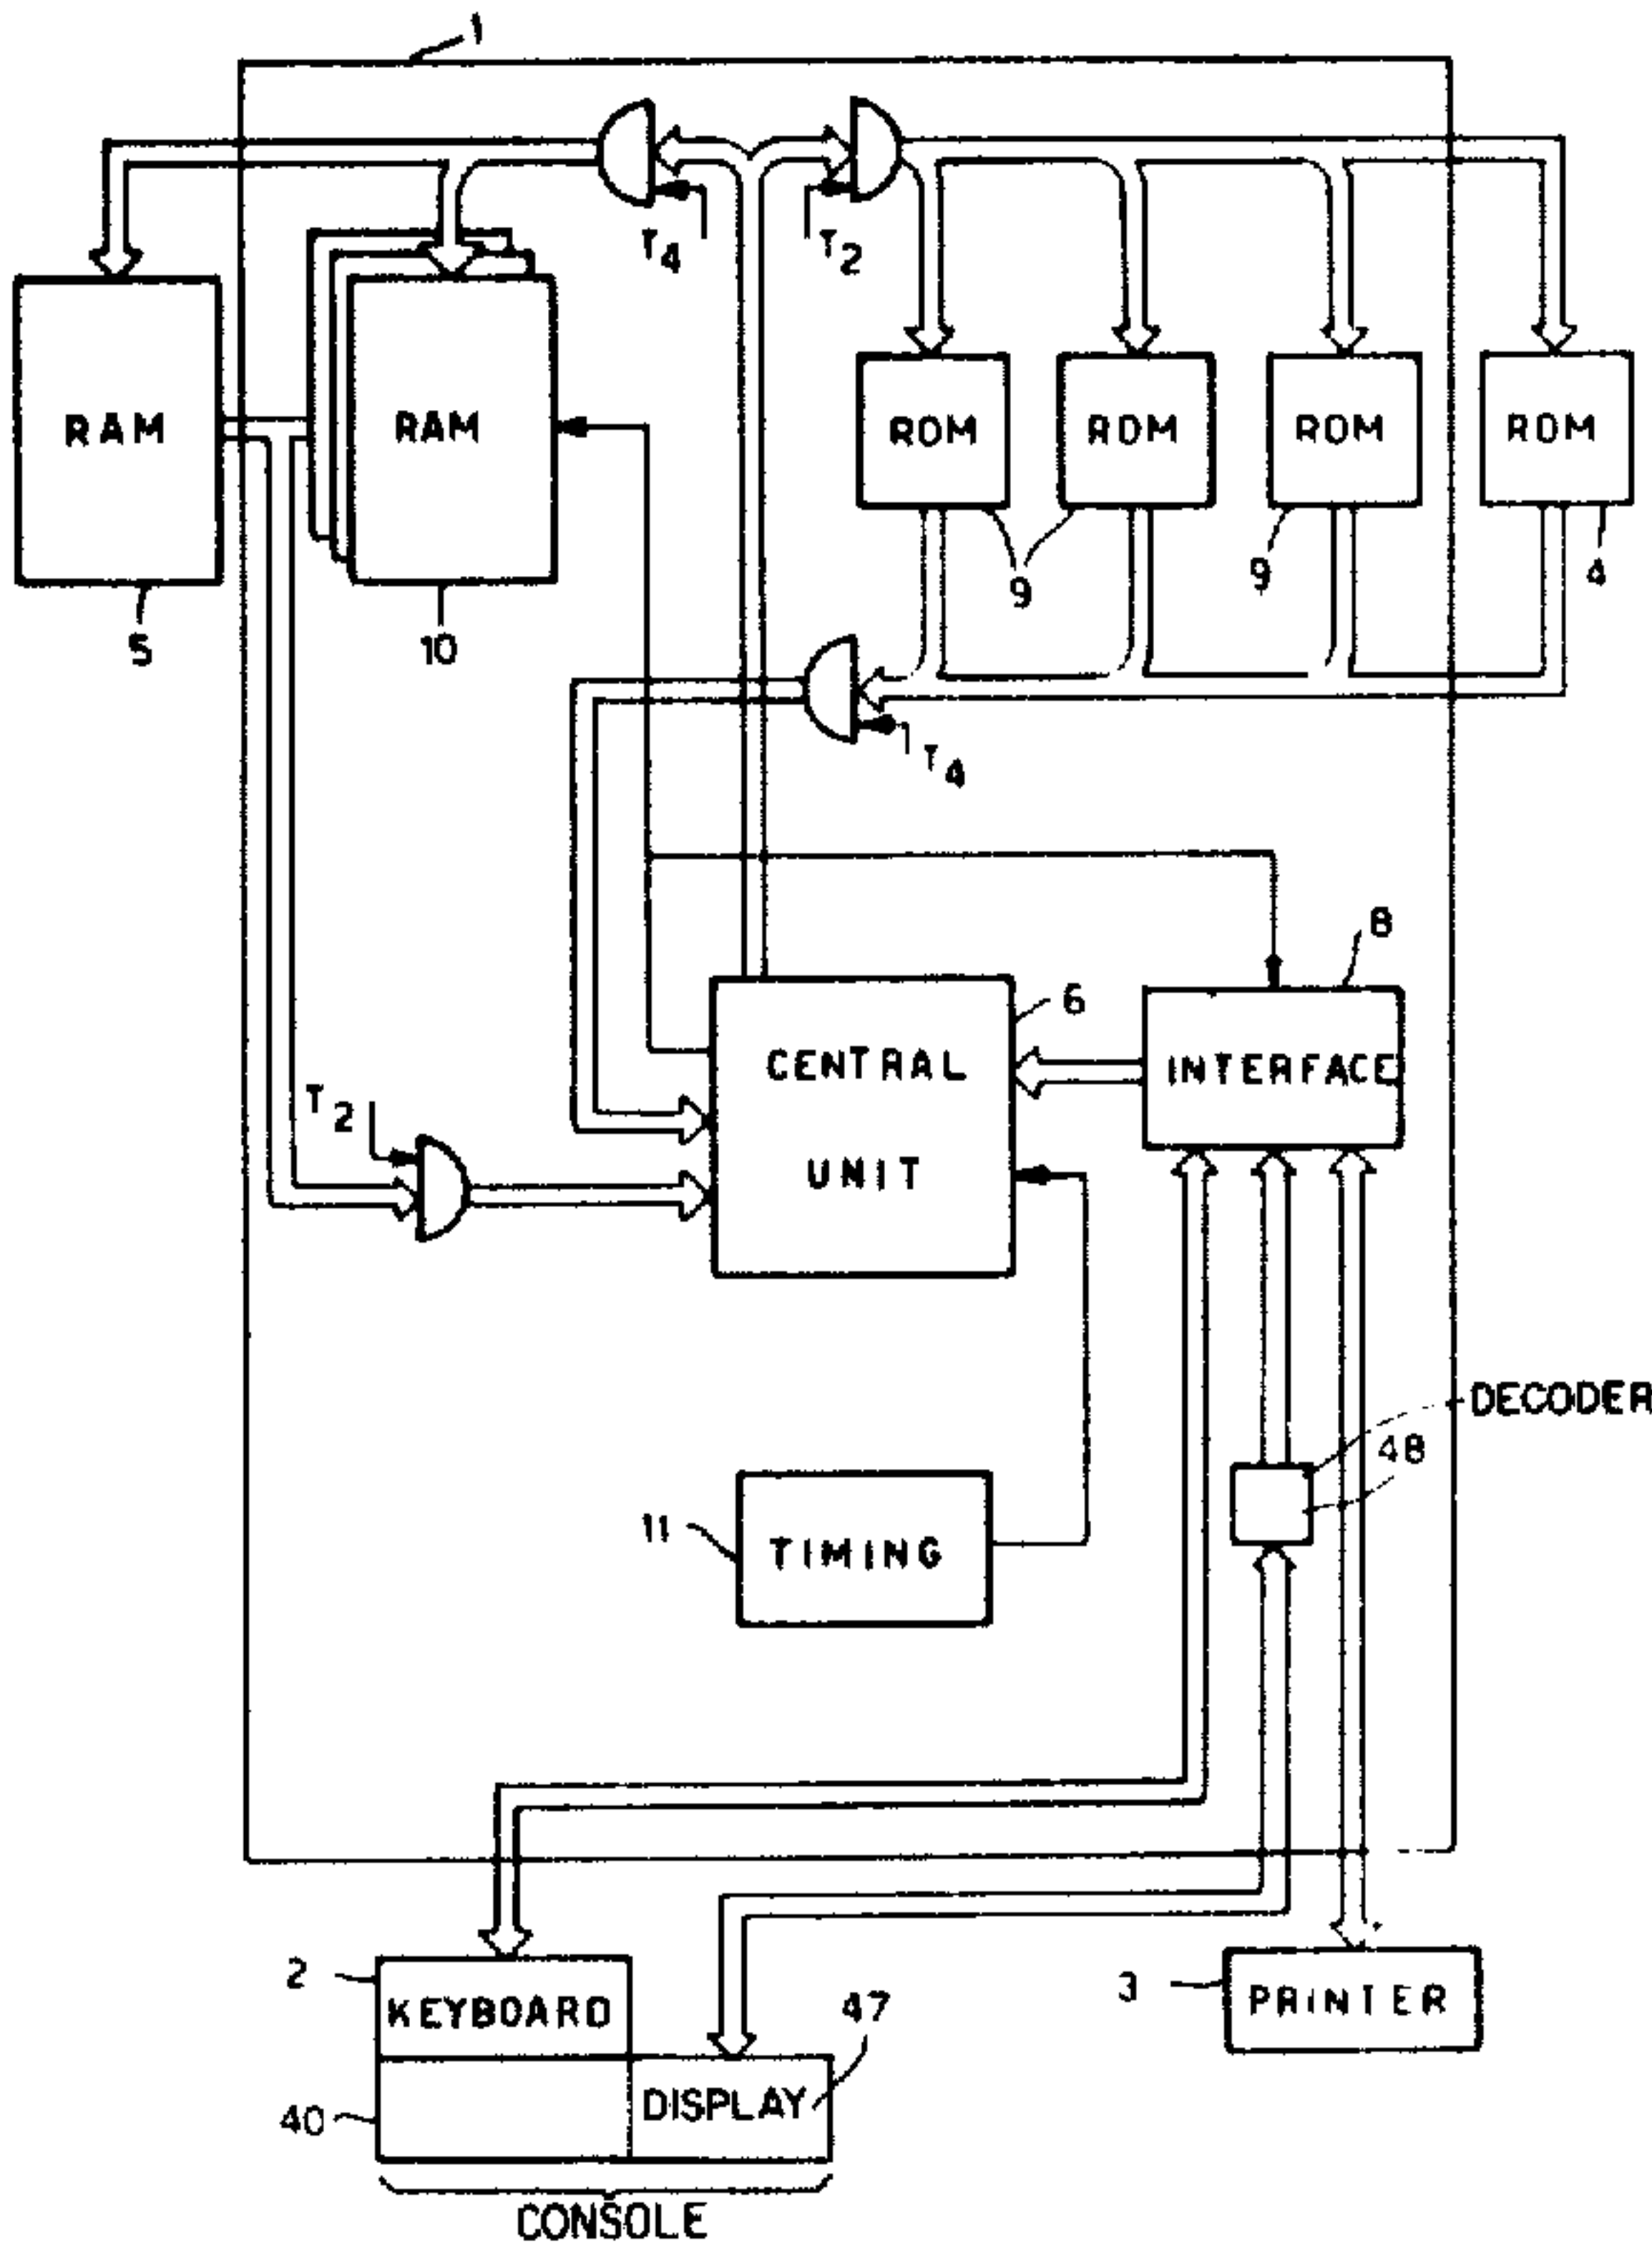 1
T4
T2
RAM
RAM
ROM
ROM
ROM
ROM
5
10
9
9
4
T4
8
6
CENTRAL
UNIT
INTERFACE
T2
DECODER
48
11
TIMING
2
KEYBOARD
47
3
PRINTER
40
DISPLAY
CONSOLE